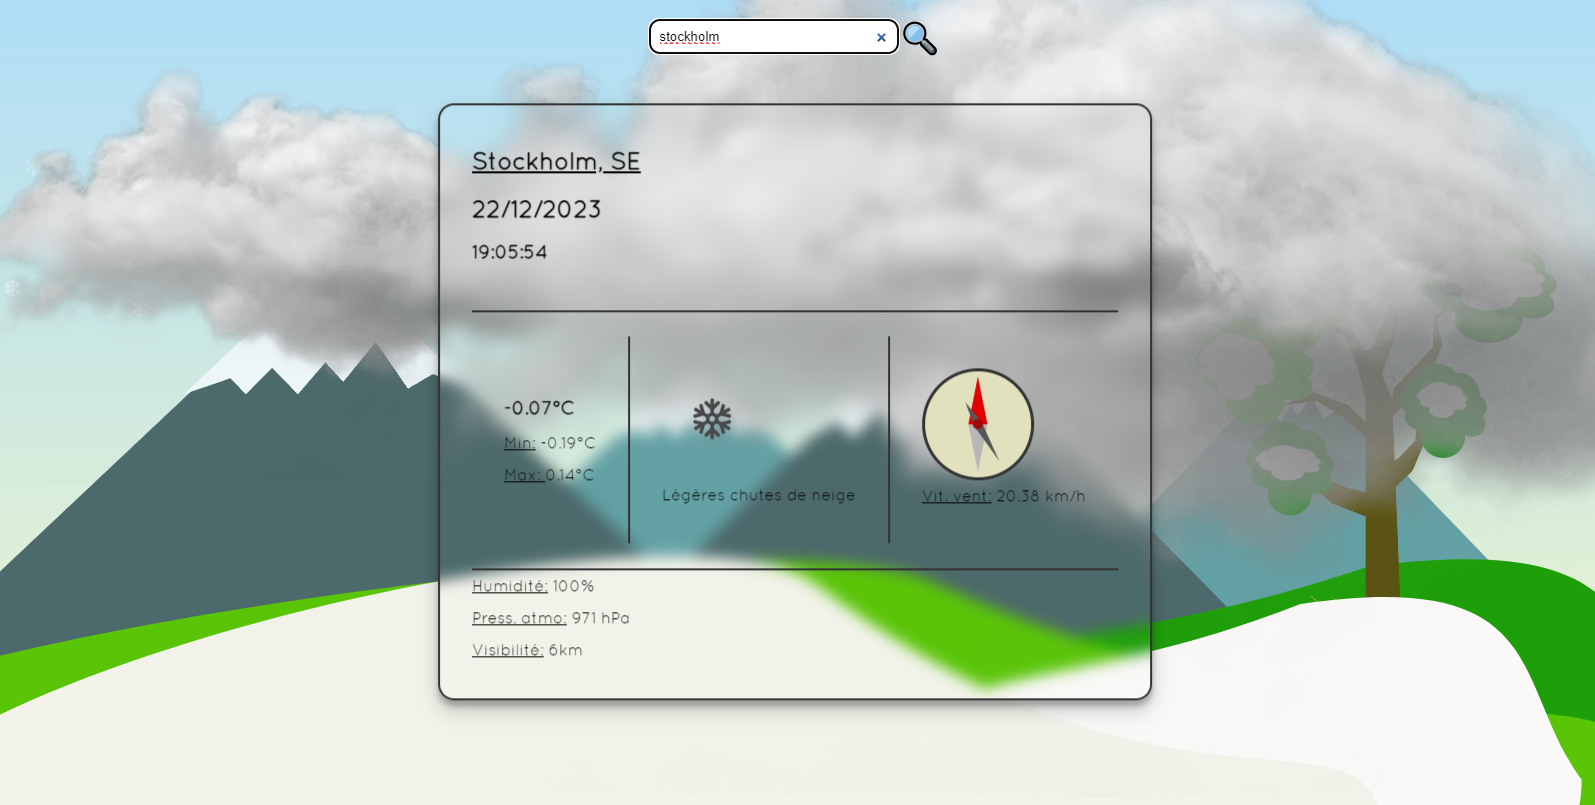 stockholm
Stockholm, SE
22/12/2023
19:05:54
-0.07°C
Min: -0.19°C
Max: 0.14°C
Légères chutes de neige
Vit. vent: 20.38 km/h
Humidité: 100%
Press. atmo: 971 hPa
Visibilité: 6km